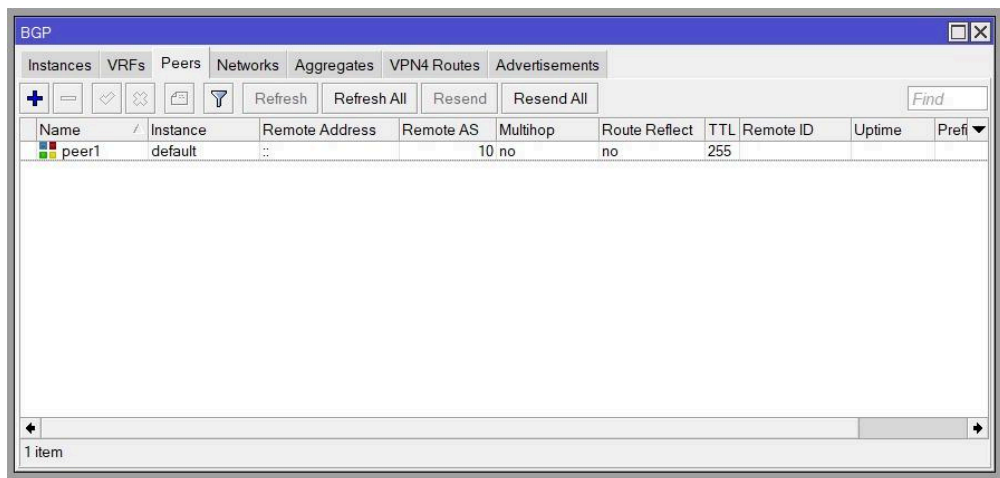 BGP
Instances VRFs Peers Networks Aggregates VPN4 Routes Advertisements
Refresh Refresh All Resend Resend All Find
Name Instance Remote Address Remote AS Multihop Route Reflect TTL Remote ID Uptime Prefi
peer1 default :: 10 no no 255
1 item